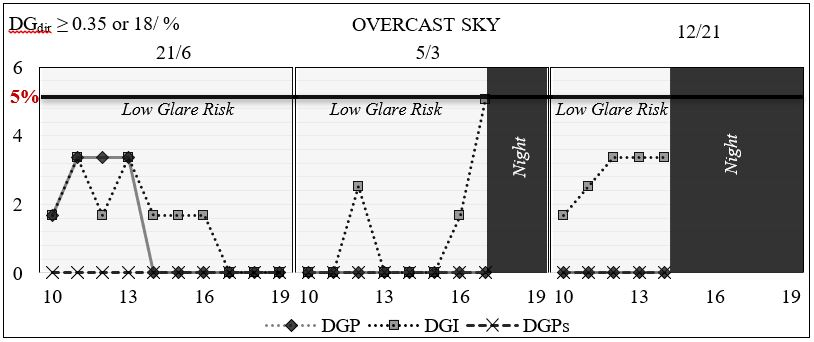 DGdir ≥ 0.35 or 18/ %
OVERCAST SKY
21/6
5/3
12/21
6
5%
4
2
0
Low Glare Risk
Low Glare Risk
Low Glare Risk
Night
Night
10 13 16 19 10 13 16 19 10 13 16 19
DGP DGI DGPs